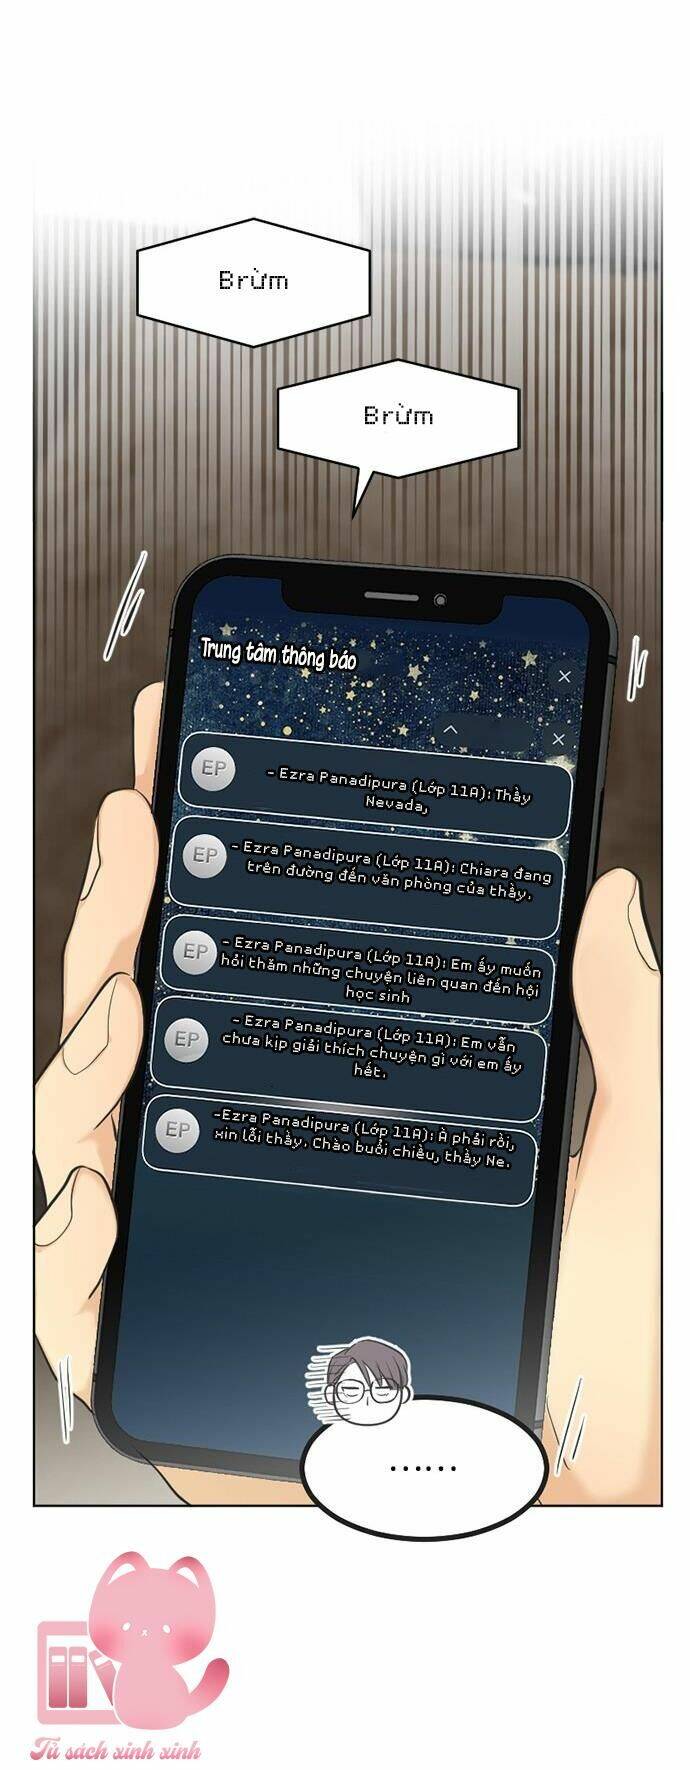 Brừm
Brừm
Trung tâm thông báo
EP
- Ezra Panadipura (Lớp 11A): Thầy
Nevada,
EP
- Ezra Panadipura (Lớp 11A): Chiara đang
trên đường đến văn phòng của thầy.
EP
- Ezra Panadipura (Lớp 11A): Em ấy muốn
hỏi thăm những chuyện liên quan đến hội
học sinh
EP
- Ezra Panadipura (Lớp 11A): Em vẫn
chưa kịp giải thích chuyện gì với em ấy
hết.
EP
-Ezra Panadipura (Lớp 11A): À phải rồi,
xin lỗi thầy. Chào buổi chiều, thầy Ne.
......
Tủ sách xinh xinh